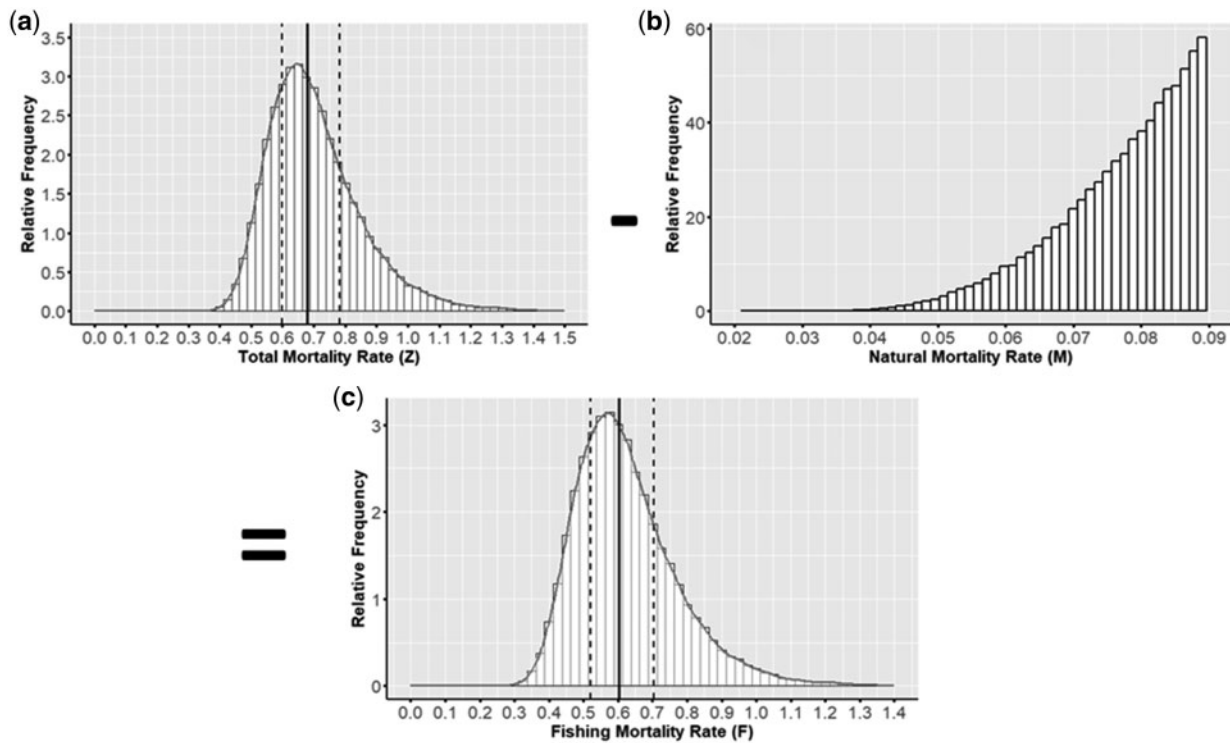 (a)
Relative Frequency
3.5
3.0
2.5
2.0
1.5
1.0
0.5
0.0
0.0 0.1 0.2 0.3 0.4 0.5 0.6 0.7 0.8 0.9 1.0 1.1 1.2 1.3 1.4 1.5
Total Mortality Rate (Z)
-
(b)
Relative Frequency
60
40
20
0
0.02 0.03 0.04 0.05 0.06 0.07 0.08 0.09
Natural Mortality Rate (M)
=
(c)
Relative Frequency
3
2
1
0
0.0 0.1 0.2 0.3 0.4 0.5 0.6 0.7 0.8 0.9 1.0 1.1 1.2 1.3 1.4
Fishing Mortality Rate (F)